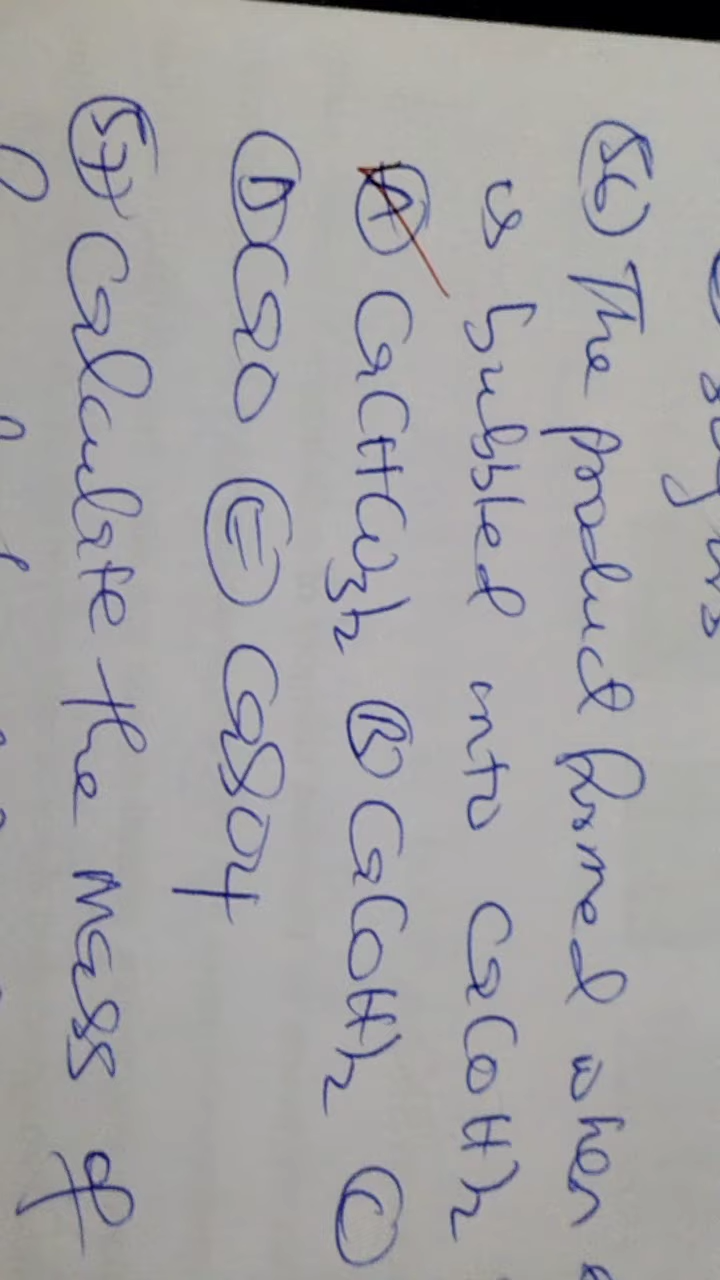 (56) The product formed when
is bubbled into Ca(OH)2
(A) Ca(HCO3)2 (B) Ca(OH)2 (C)
(D) CaO (E) CaSO4
(57) Calculate the mass of